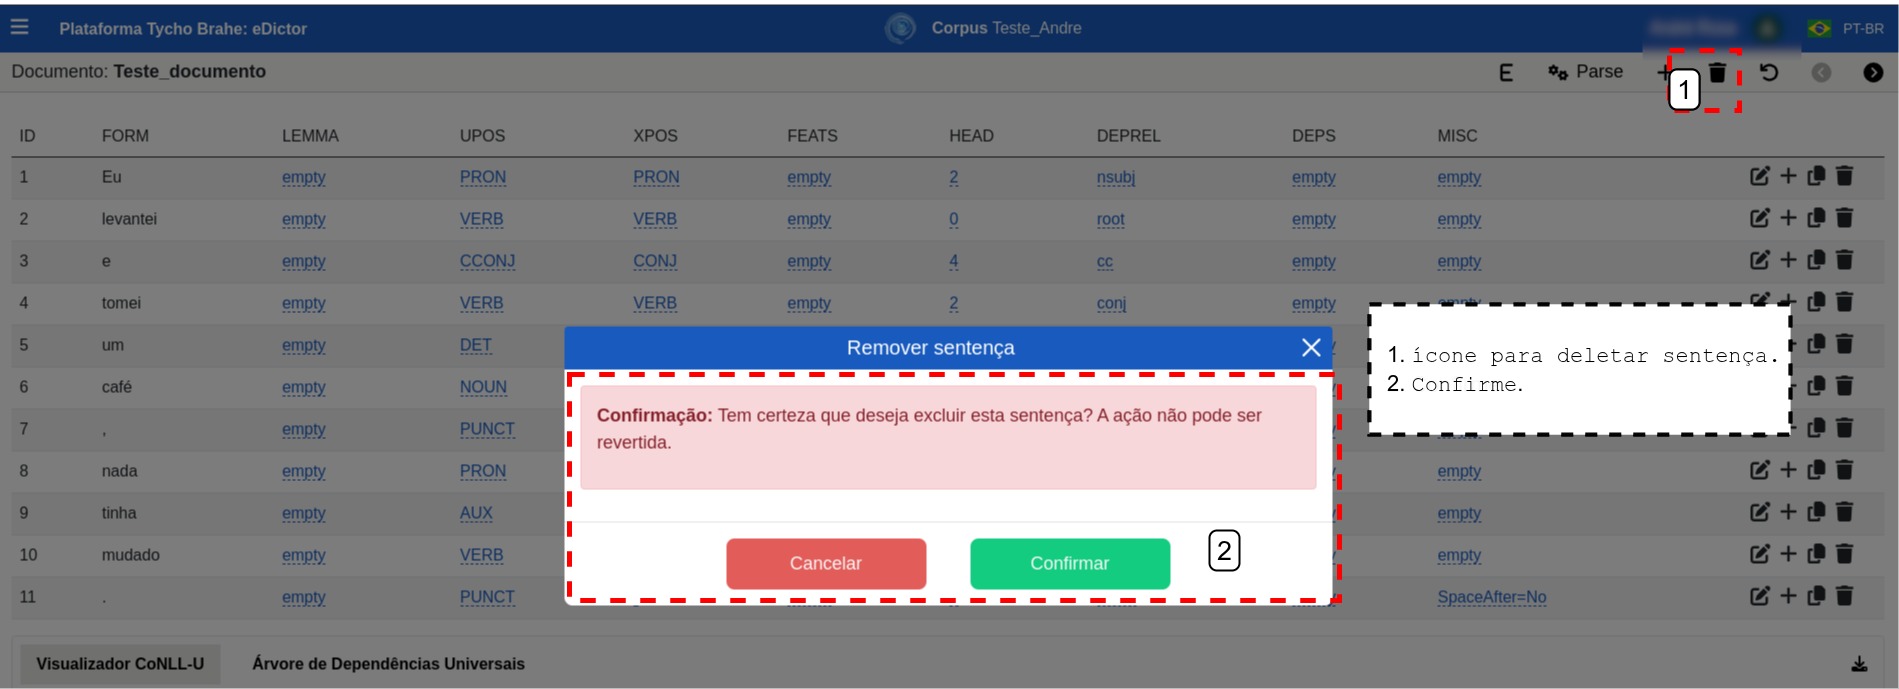 Plataforma Tycho Brahe: eDictor Corpus Teste_Andre PT-BR
Documento: Teste_documento E Parse
1
ID FORM LEMMA UPOS XPOS FEATS HEAD DEPREL DEPS MISC
1 Eu empty PRON PRON empty 2 nsubj empty empty
2 levantei empty VERB VERB empty 0 root empty empty
3 e empty CCONJ CONJ empty 4 cc empty empty
4 tomei empty VERB VERB empty 2 conj empty empty
5 um empty DET
6 café empty NOUN
7 , empty PUNCT
8 nada empty PRON empty
9 tinha empty AUX empty
10 mudado empty VERB empty
11 . empty PUNCT SpaceAfter=No
Remover sentença
Confirmação: Tem certeza que deseja excluir esta sentença? A ação não pode ser
revertida.
Cancelar Confirmar 2
1. ícone para deletar sentença.
2. Confirme.
Visualizador CoNLL-U Árvore de Dependências Universais